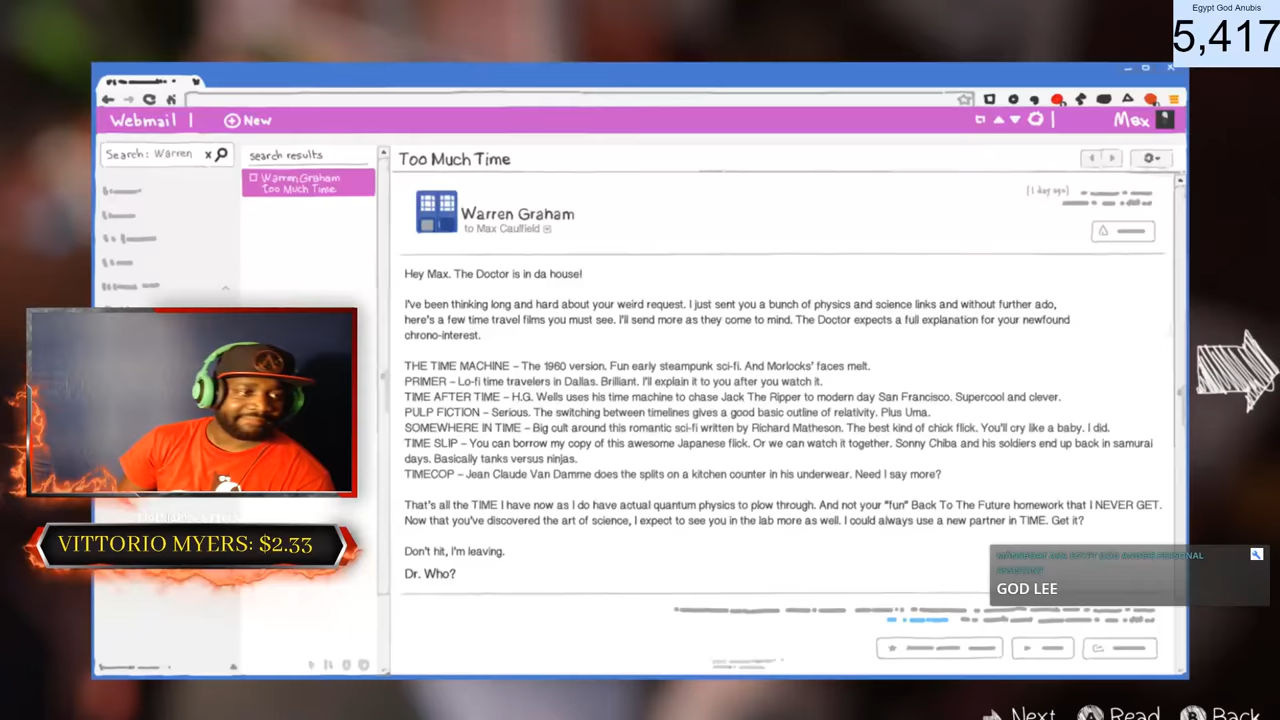 Egypt God Anubis
5,417
Webmail |
New
Max
Search: Warren x
search results
Warren Graham
Too Much Time
Too Much Time
(1 day ago)
Warren Graham
to Max Caulfield
Hey Max. The Doctor is in da house!
I've been thinking long and hard about your weird request. I just sent you a bunch of physics and science links and without further ado,
here's a few time travel films you must see. I'll send more as they come to mind. The Doctor expects a full explanation for your newfound
chrono-interest.
THE TIME MACHINE – The 1960 version. Fun early steampunk sci-fi. And Morlocks' faces melt.
PRIMER – Lo-fi time travelers in Dallas. Brilliant. I'll explain it to you after you watch it.
TIME AFTER TIME – H.G. Wells uses his time machine to chase Jack The Ripper to modern day San Francisco. Supercool and clever.
PULP FICTION – Serious. The switching between timelines gives a good basic outline of relativity. Plus Uma.
SOMEWHERE IN TIME – Big cult around this romantic sci-fi written by Richard Matheson. The best kind of chick flick. You'll cry like a baby. I did.
TIME SLIP – You can borrow my copy of this awesome Japanese flick. Or we can watch it together. Sonny Chiba and his soldiers end up back in samurai
days. Basically tanks versus ninjas.
TIMECOP – Jean Claude Van Damme does the splits on a kitchen counter in his underwear. Need I say more?
That's all the TIME I have now as I do have actual quantum physics to plow through. And not your "fun" Back To The Future homework that I NEVER GET.
Now that you've discovered the art of science, I expect to see you in the lab more as well. I could always use a new partner in TIME. Get it?
Don't hit, I'm leaving.
Dr. Who?
VITTORIO MYERS: $2.33
GOD LEE
Next
Read
Back